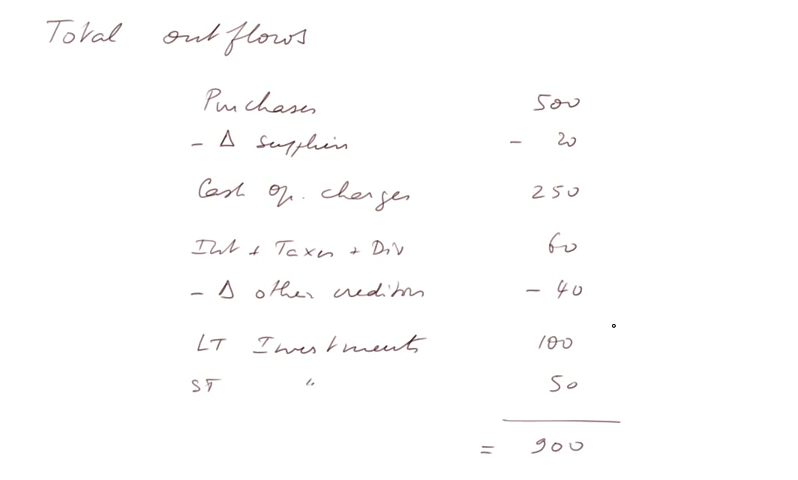 Total outflows
Purchases 500
- Δ suppliers - 20
Cash op. charges 250
Int + Taxes + Div 60
- Δ other creditors - 40
LT Investments 100
ST " 50
= 900